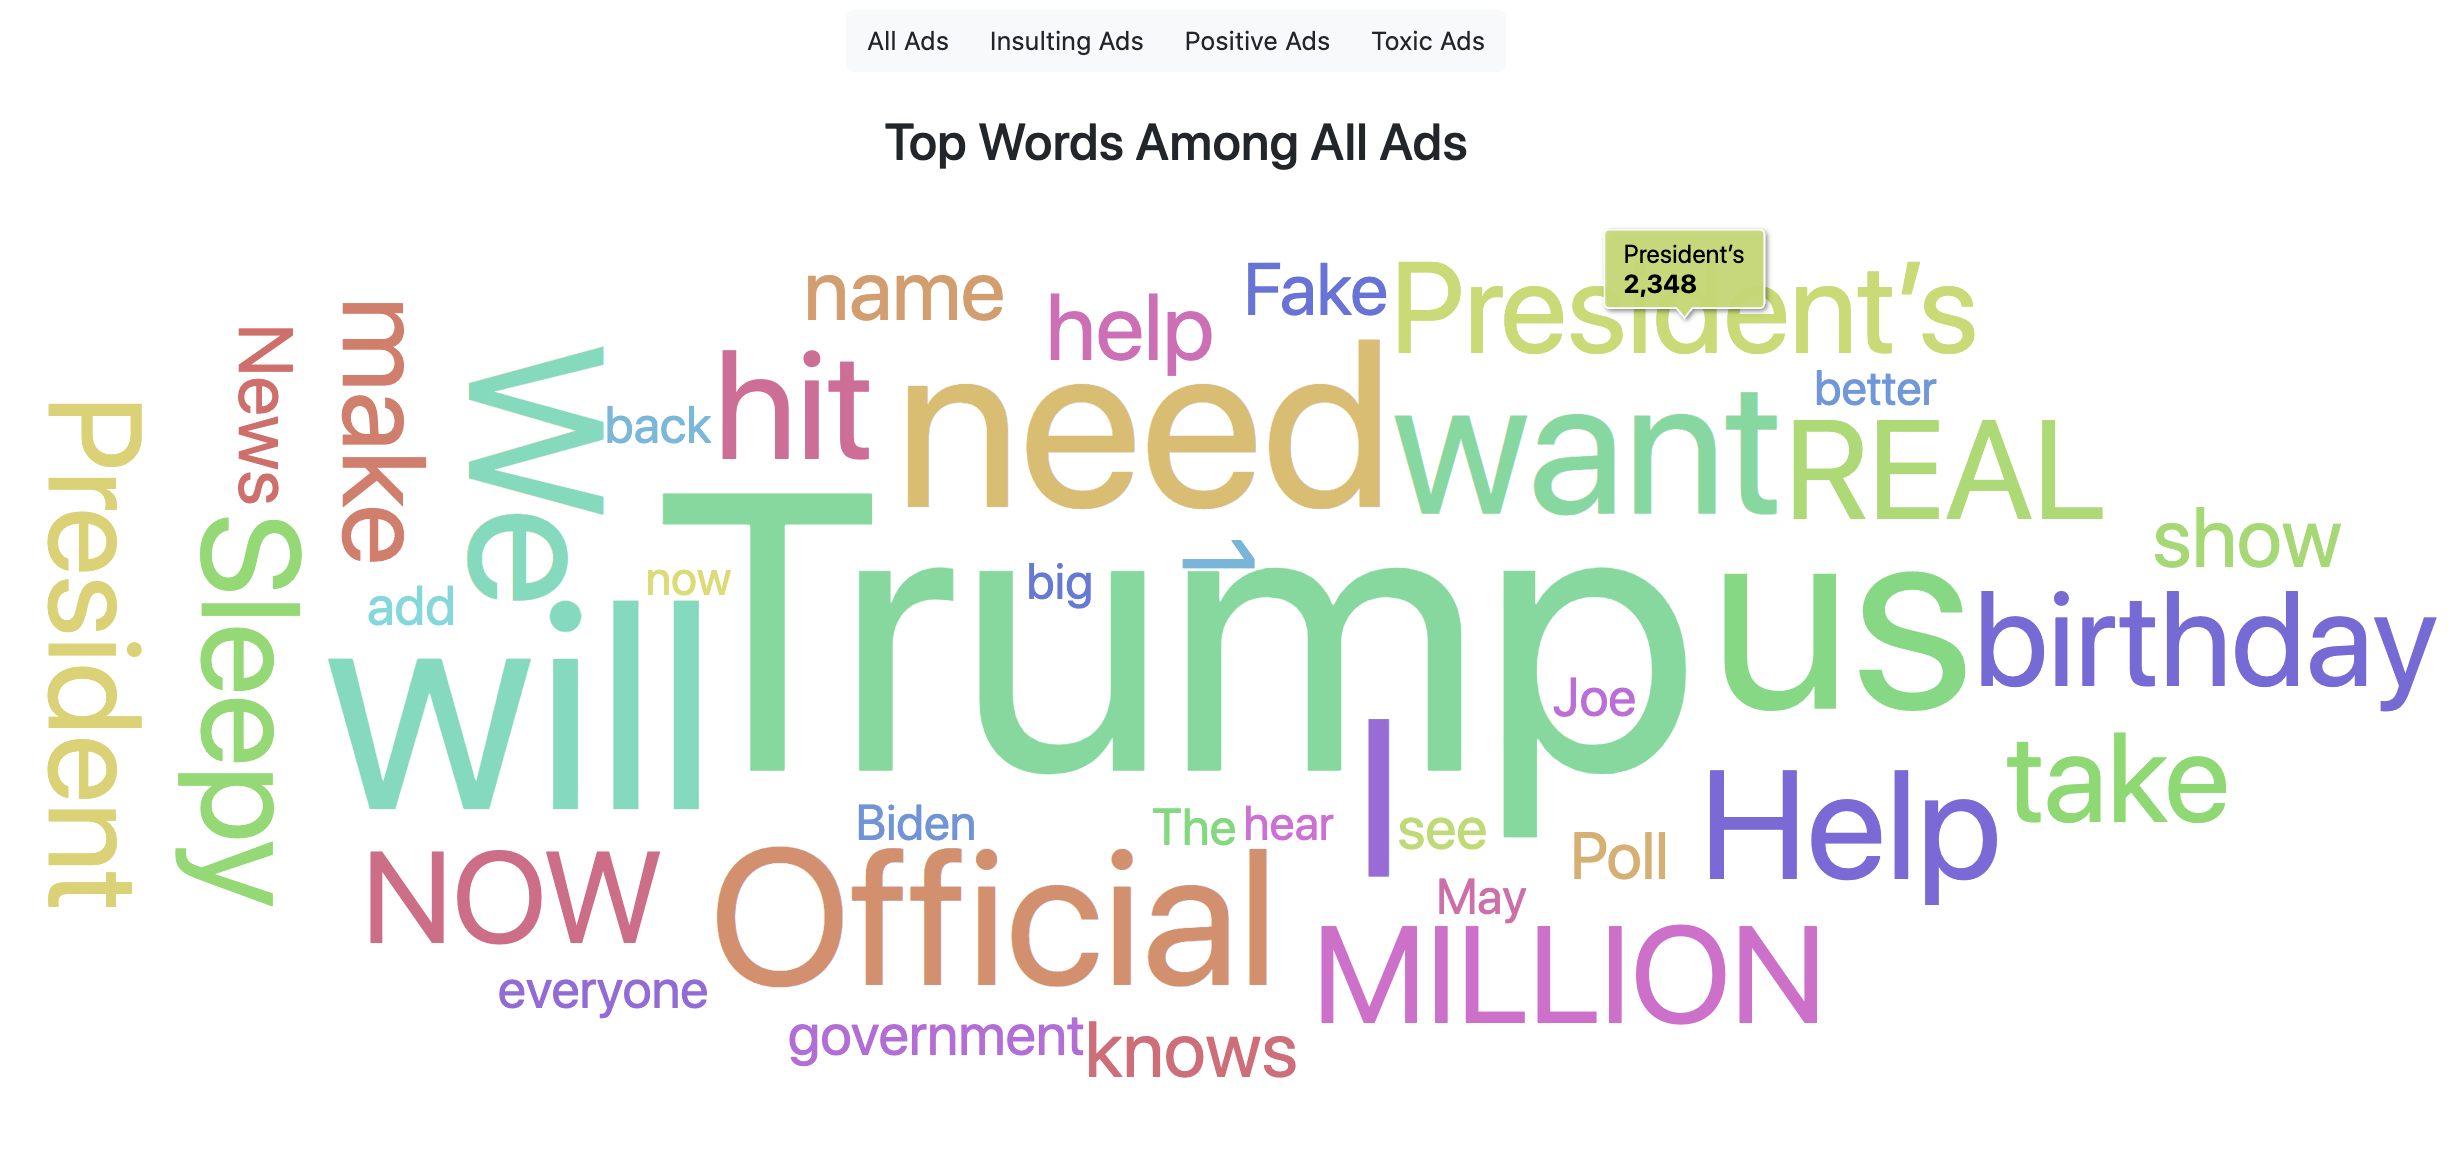 All Ads Insulting Ads Positive Ads Toxic Ads
Top Words Among All Ads
President’s
2,348
name
help
Fake
President’s
News
make
We
back
hit
need
want
better
REAL
President
Sleepy
add
now
big
1
show
will
Trump
us
birthday
Joe
I
take
Biden
The
hear
see
Poll
Help
NOW
Official
May
MILLION
everyone
government
knows